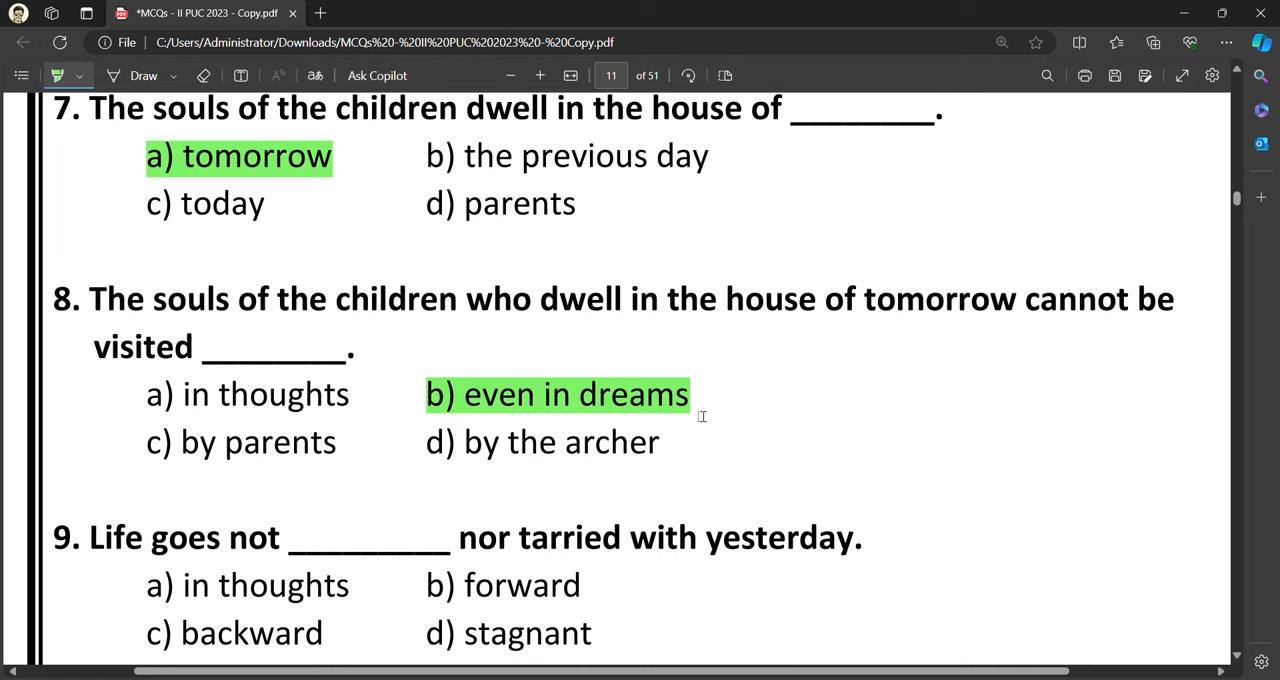 *MCQs - II PUC 2023 - Copy.pdf
File C:/Users/Administrator/Downloads/MCQs%20-%20II%20PUC%202023%20-%20Copy.pdf
Draw Ask Copilot 11 of 51
7. The souls of the children dwell in the house of ________.
a) tomorrow b) the previous day
c) today d) parents
8. The souls of the children who dwell in the house of tomorrow cannot be
visited ________.
a) in thoughts b) even in dreams
c) by parents d) by the archer
9. Life goes not _________ nor tarried with yesterday.
a) in thoughts b) forward
c) backward d) stagnant